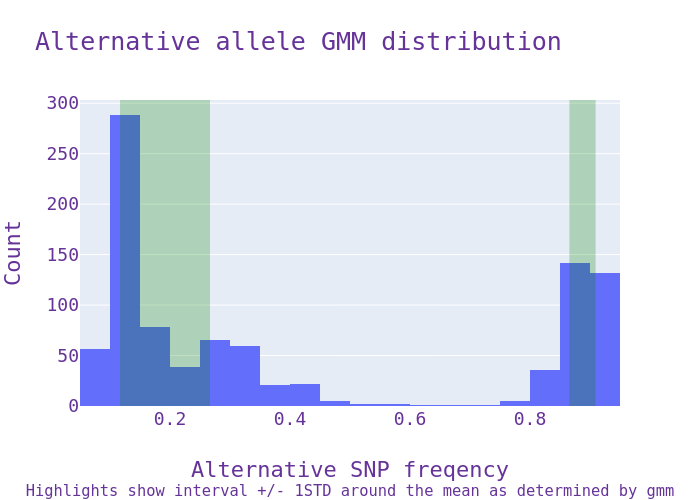 Alternative allele GMM distribution
300
250
200
150
100
50
0
Count
0.2 0.4 0.6 0.8
Alternative SNP freqency
Highlights show interval +/- 1STD around the mean as determined by gmm